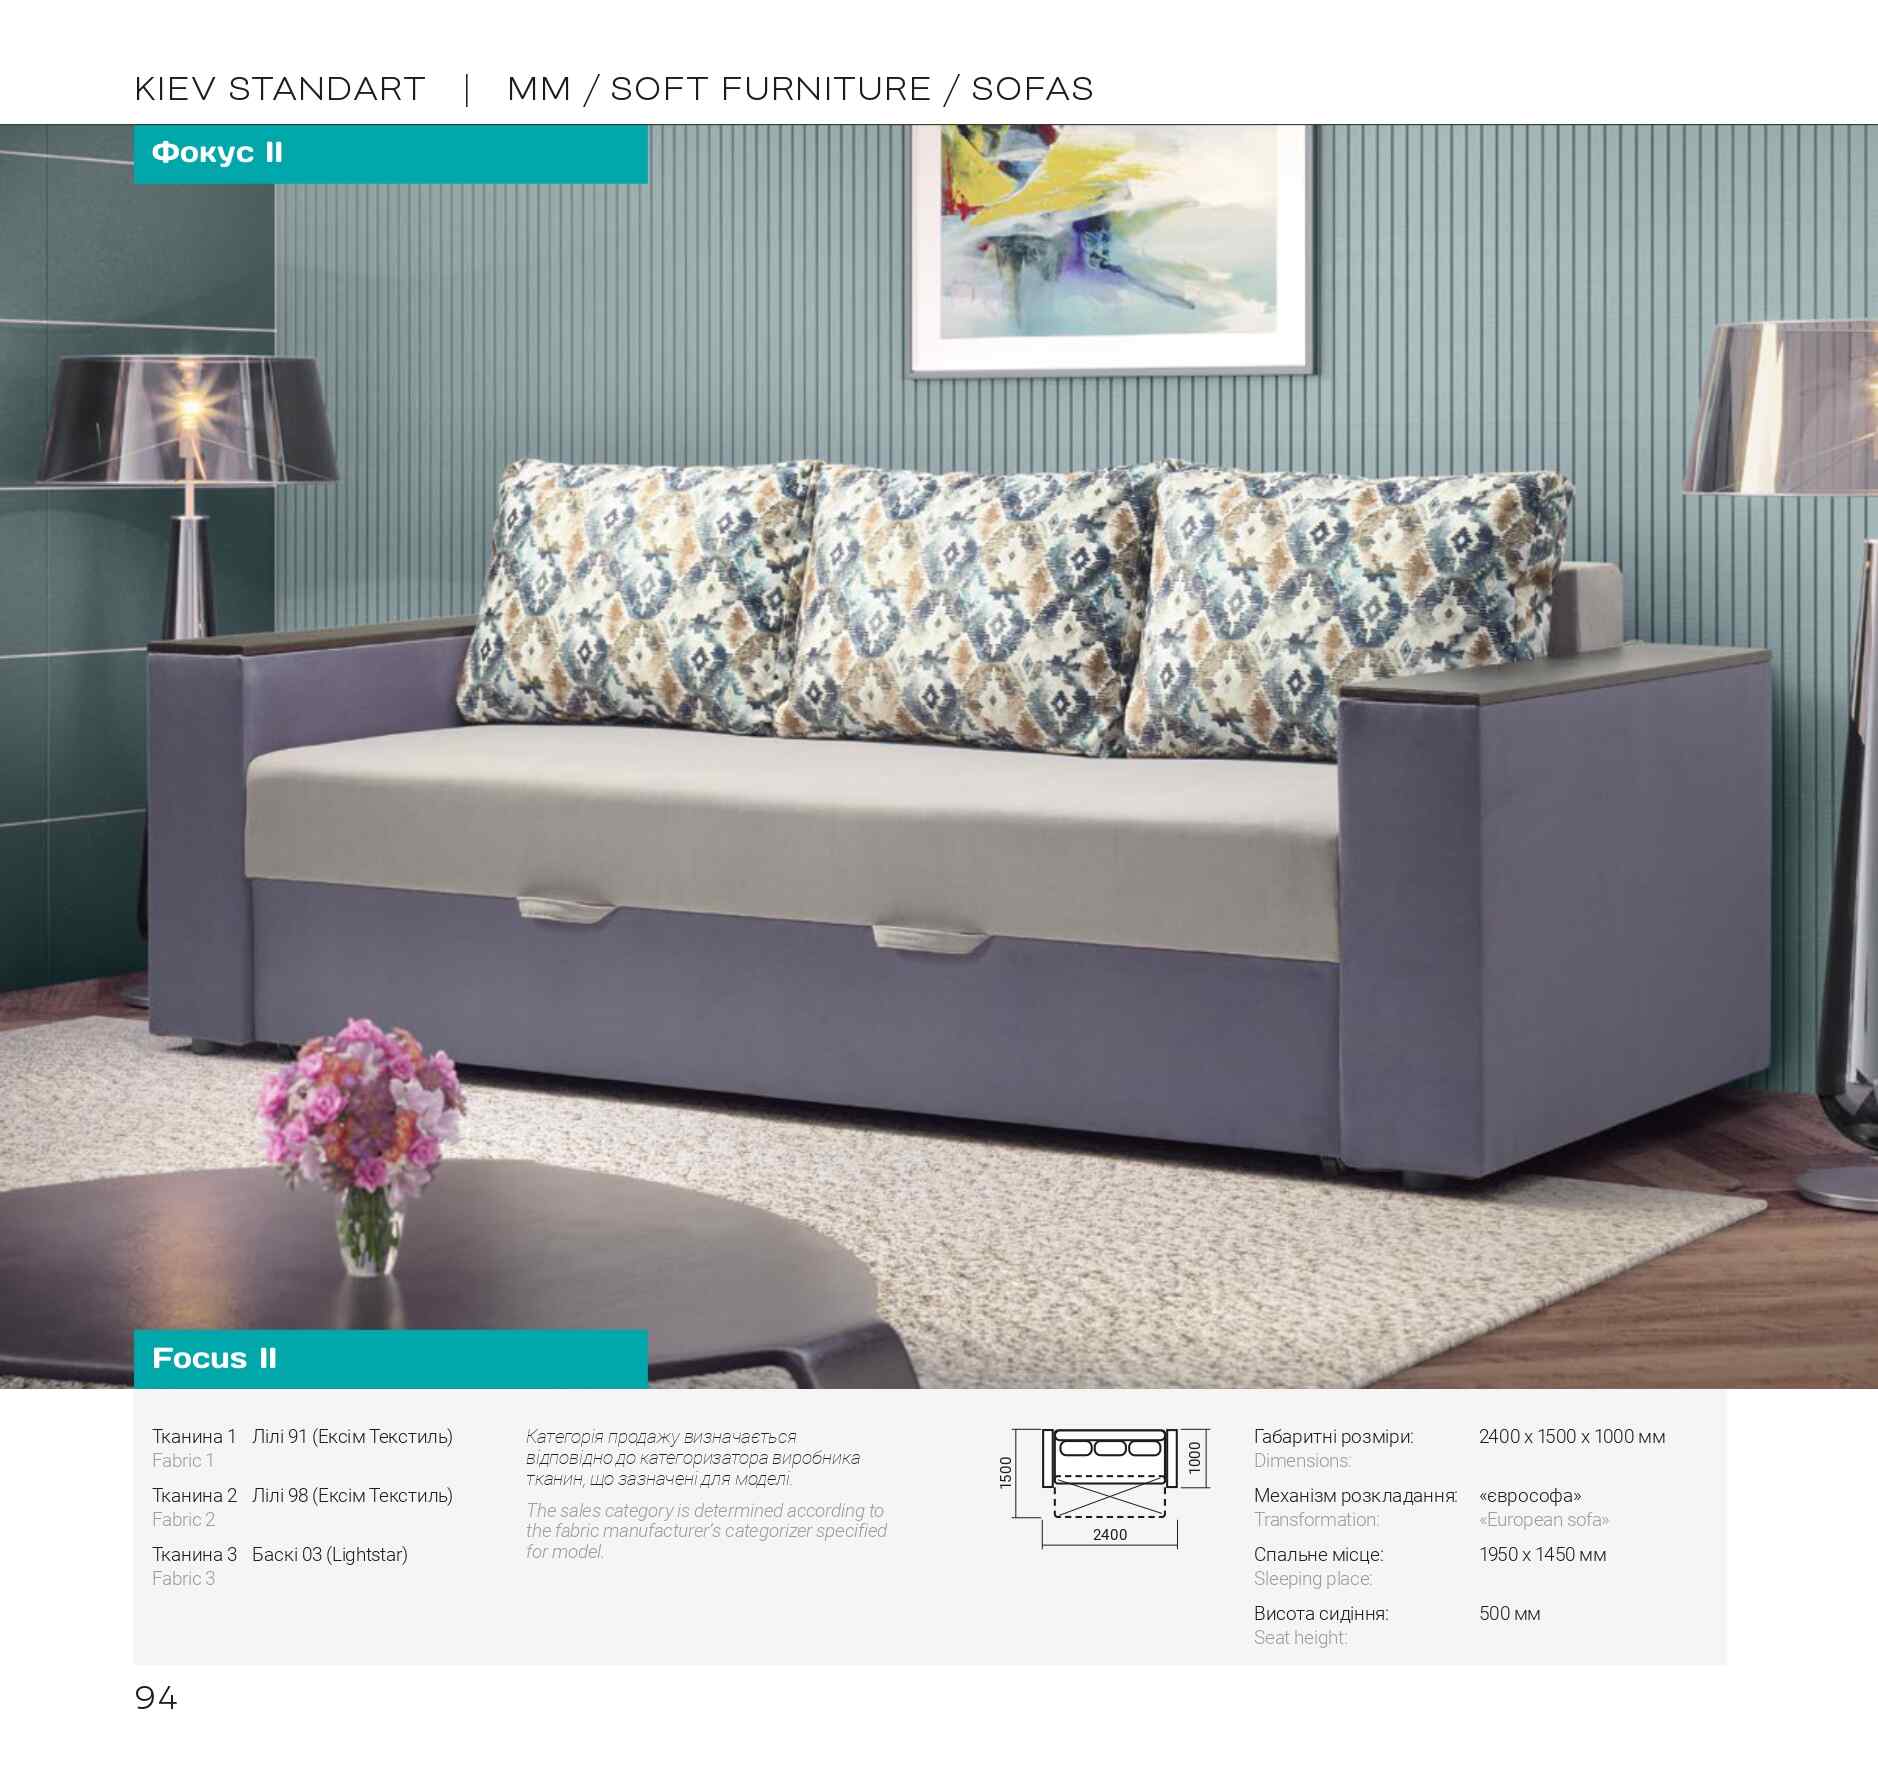 KIEV STANDART | MM / SOFT FURNITURE / SOFAS
Фокус II
Focus II
Тканина 1 Лілі 91 (Ексім Текстиль)
Fabric 1
Тканина 2 Лілі 98 (Ексім Текстиль)
Fabric 2
Тканина 3 Баскі 03 (Lightstar)
Fabric 3
Категорія продажу визначається
відповідно до категоризатора виробника
тканин, що зазначені для моделі.
The sales category is determined according to
the fabric manufacturer's categorizer specified
for model.
1500
1000
2400
Габаритні розміри: 2400 x 1500 x 1000 мм
Dimensions:
Механізм розкладання: «єврософа»
Transformation: «European sofa»
Спальне місце: 1950 x 1450 мм
Sleeping place:
Висота сидіння: 500 мм
Seat height:
94